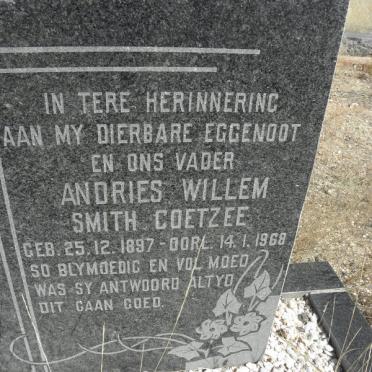 IN TERE HERINNERING
AAN MY DIERBARE EGGENOOT
EN ONS VADER
ANDRIES WILLEM
SMITH COETZEE
GEB. 25. 12. 1897 - OORL. 14. 1. 1968.
SO BLYMOEDIG EN VOL MOED
WAS SY ANTWOORD ALTYD
DIT GAAN GOED.